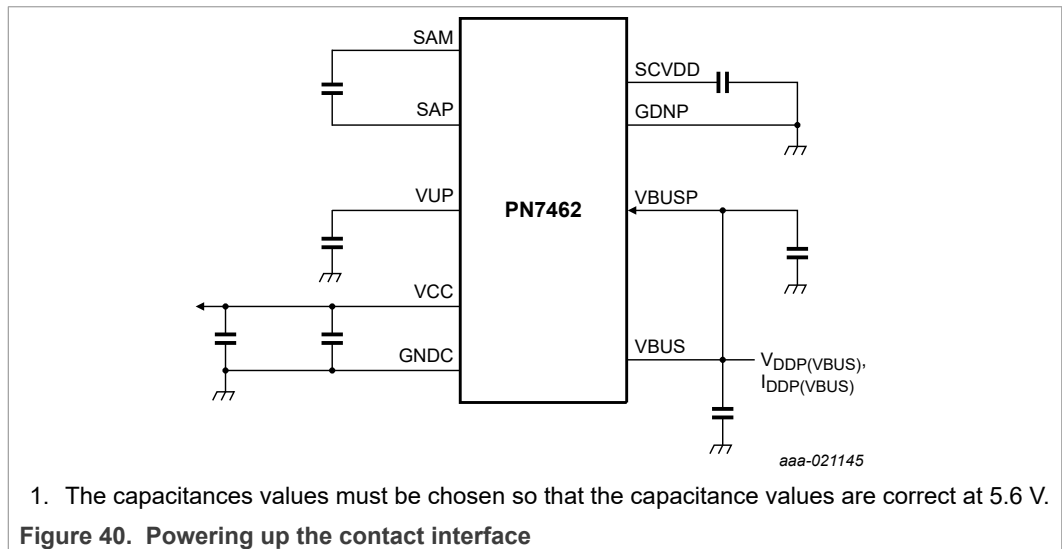 SAM
SAP
VUP
VCC
GNDC
PN7462
SCVDD
GDNP
VBUSP
VBUS
VDDP(VBUS),
IDDP(VBUS)
aaa-021145
1. The capacitances values must be chosen so that the capacitance values are correct at 5.6 V.
Figure 40. Powering up the contact interface